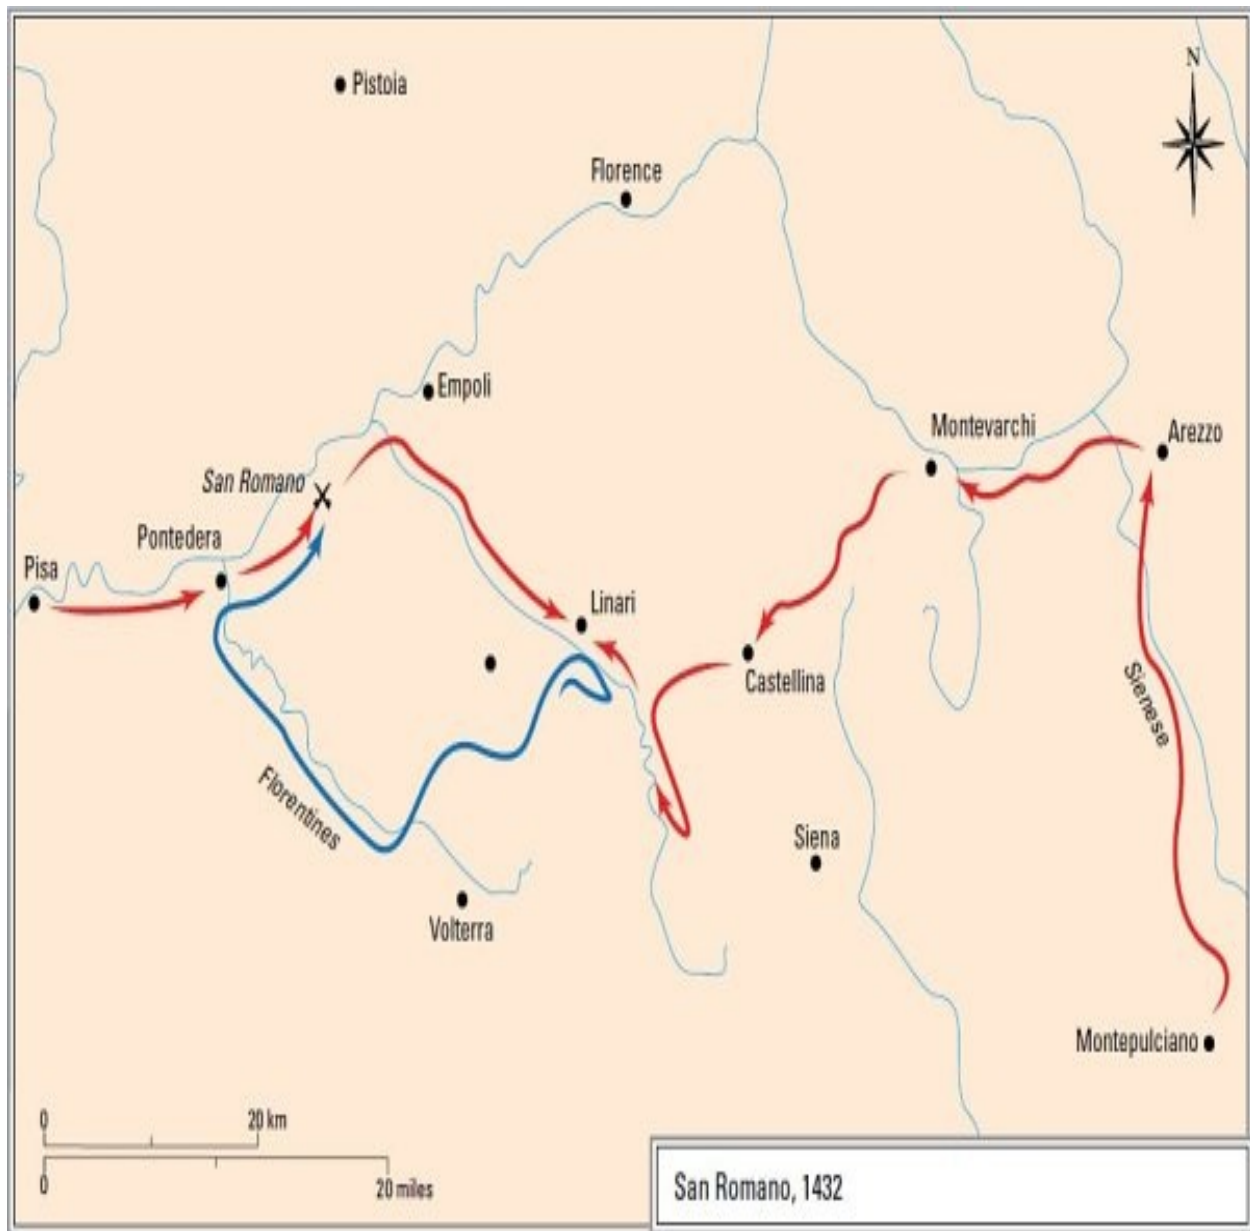 N
Pistoia
Florence
Empoli
Montevarchi
Arezzo
San Romano
Pontedera
Pisa
Linari
Castellina
Sienese
Florentines
Siena
Volterra
Montepulciano
0 20 km
0 20 miles
San Romano, 1432